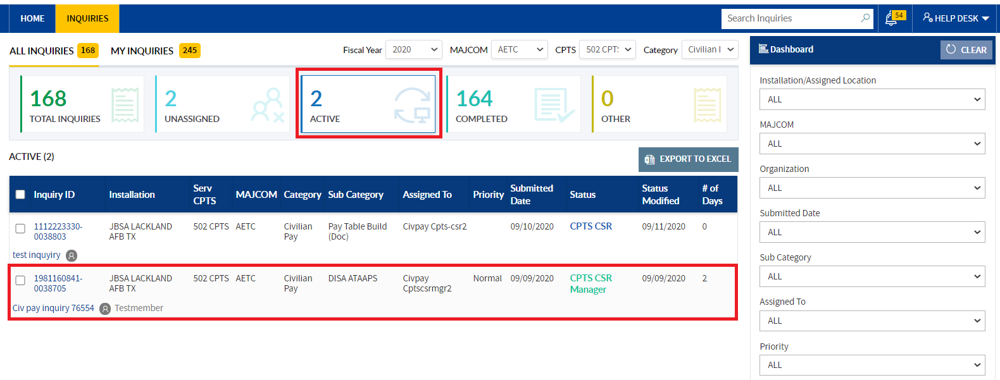 HOME INQUIRIES Search Inquiries 54 HELP DESK
ALL INQUIRIES 168 MY INQUIRIES 245 Fiscal Year 2020 MAJCOM AETC CPTS 502 CPT Category Civilian
Dashboard CLEAR
168 TOTAL INQUIRIES
2 UNASSIGNED
2 ACTIVE
164 COMPLETED
0 OTHER
ACTIVE (2) EXPORT TO EXCEL
Inquiry ID Installation Serv CPTS MAJCOM Category Sub Category Assigned To Priority Submitted Date Status Status Modified # of Days
1112223330-0038803 JBSA LACKLAND AFB TX 502 CPTS AETC Civilian Pay Pay Table Build (Doc) Civpay Cpts-csr2 09/10/2020 CPTS CSR 09/11/2020 0
test inquyiry
1981160841-0038705 JBSA LACKLAND AFB TX 502 CPTS AETC Civilian Pay DISA ATAAPS Civpay Cptscsrmgr2 Normal 09/09/2020 CPTS CSR Manager 09/09/2020 2
Civ pay inquiry 76554 Testmember
Installation/Assigned Location
ALL
MAJCOM
ALL
Organization
ALL
Submitted Date
ALL
Sub Category
ALL
Assigned To
ALL
Priority
ALL